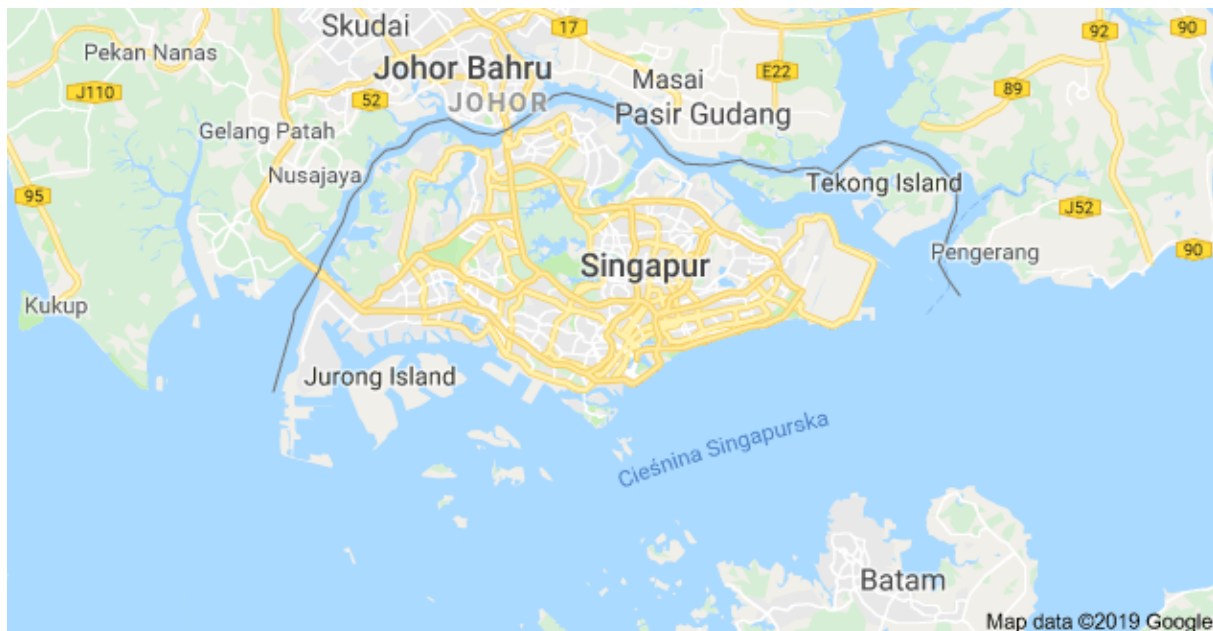 Skudai
17
92
90
Pekan Nanas
Johor Bahru
Masai
E22
J110
52
JOHOR
89
Pasir Gudang
Gelang Patah
Nusajaya
Tekong Island
95
J52
Singapur
Pengerang
90
Kukup
Jurong Island
Cieśnina Singapurska
Batam
Map data ©2019 Google